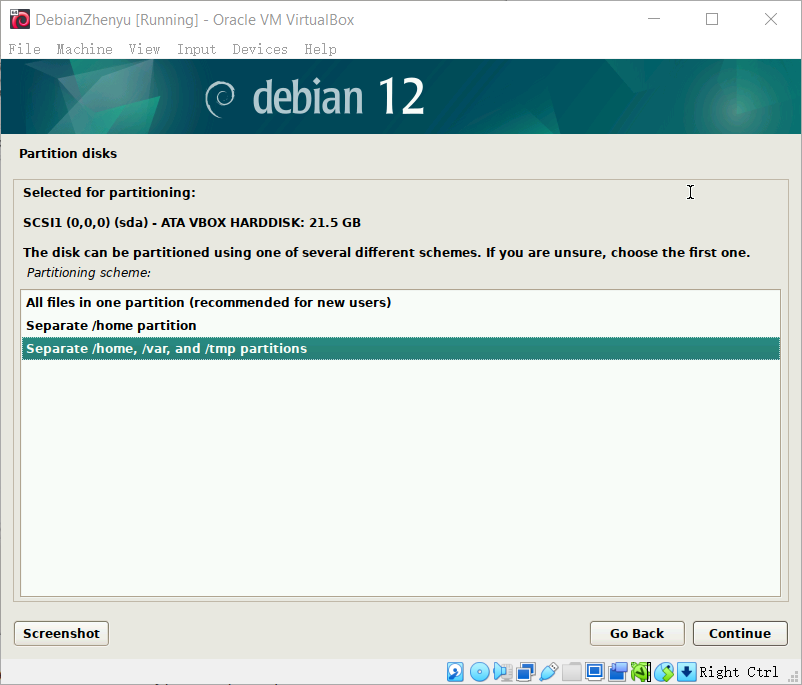 DebianZhenyu [Running] - Oracle VM VirtualBox
File Machine View Input Devices Help
debian 12
Partition disks
Selected for partitioning:
SCSI1 (0,0,0) (sda) - ATA VBOX HARDDISK: 21.5 GB
The disk can be partitioned using one of several different schemes. If you are unsure, choose the first one.
Partitioning scheme:
All files in one partition (recommended for new users)
Separate /home partition
Separate /home, /var, and /tmp partitions
Screenshot Go Back Continue
Right Ctrl